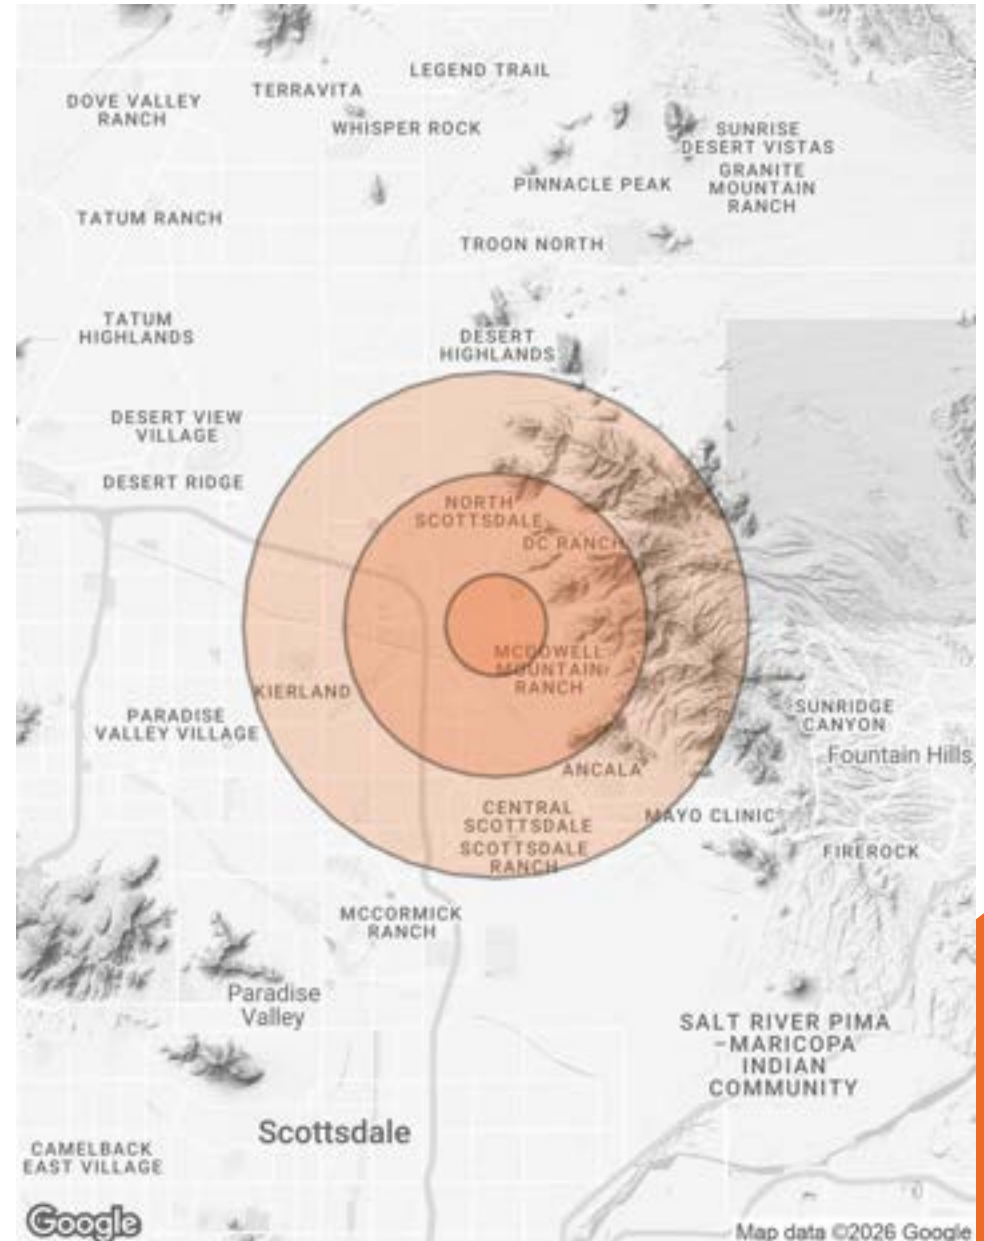 LEGEND TRAIL
TERRAVITA
DOVE VALLEY
RANCH
WHISPER ROCK
SUNRISE
DESERT VISTAS
GRANITE
MOUNTAIN
RANCH
PINNACLE PEAK
TATUM RANCH
TROON NORTH
TATUM
HIGHLANDS
DESERT
HIGHLANDS
DESERT VIEW
VILLAGE
DESERT RIDGE
NORTH
SCOTTSDALE
DC RANCH
MCDOWELL
MOUNTAIN
RANCH
KIERLAND
PARADISE
VALLEY VILLAGE
SUNRIDGE
CANYON
Fountain Hills
ANCALA
CENTRAL
SCOTTSDALE
MAYO CLINIC
SCOTTSDALE
RANCH
FIREROCK
MCCORMICK
RANCH
Paradise
Valley
SALT RIVER PIMA
-MARICOPA
INDIAN
COMMUNITY
Scottsdale
CAMELBACK
EAST VILLAGE
Google
Map data ©2026 Google